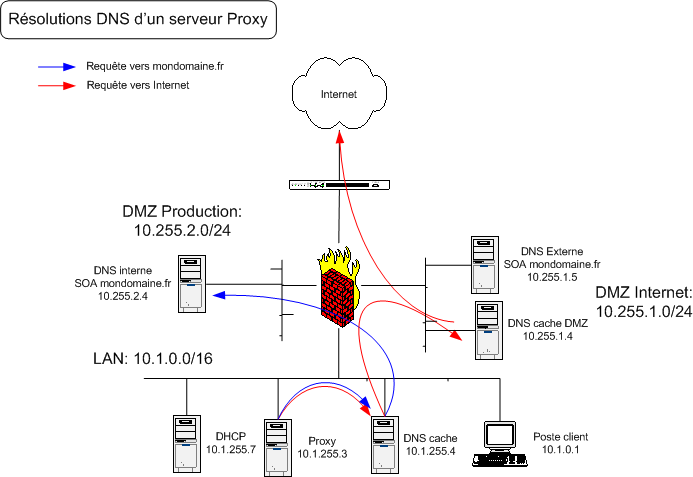 Résolutions DNS d'un serveur Proxy
Requête vers mondomaine.fr
Requête vers Internet
Internet
DMZ Production:
10.255.2.0/24
DNS interne
SOA mondomaine.fr
10.255.2.4
DNS Externe
SOA mondomaine.fr
10.255.1.5
DMZ Internet:
10.255.1.0/24
DNS cache DMZ
10.255.1.4
LAN: 10.1.0.0/16
DHCP
10.1.255.7
Proxy
10.1.255.3
DNS cache
10.1.255.4
Poste client
10.1.0.1